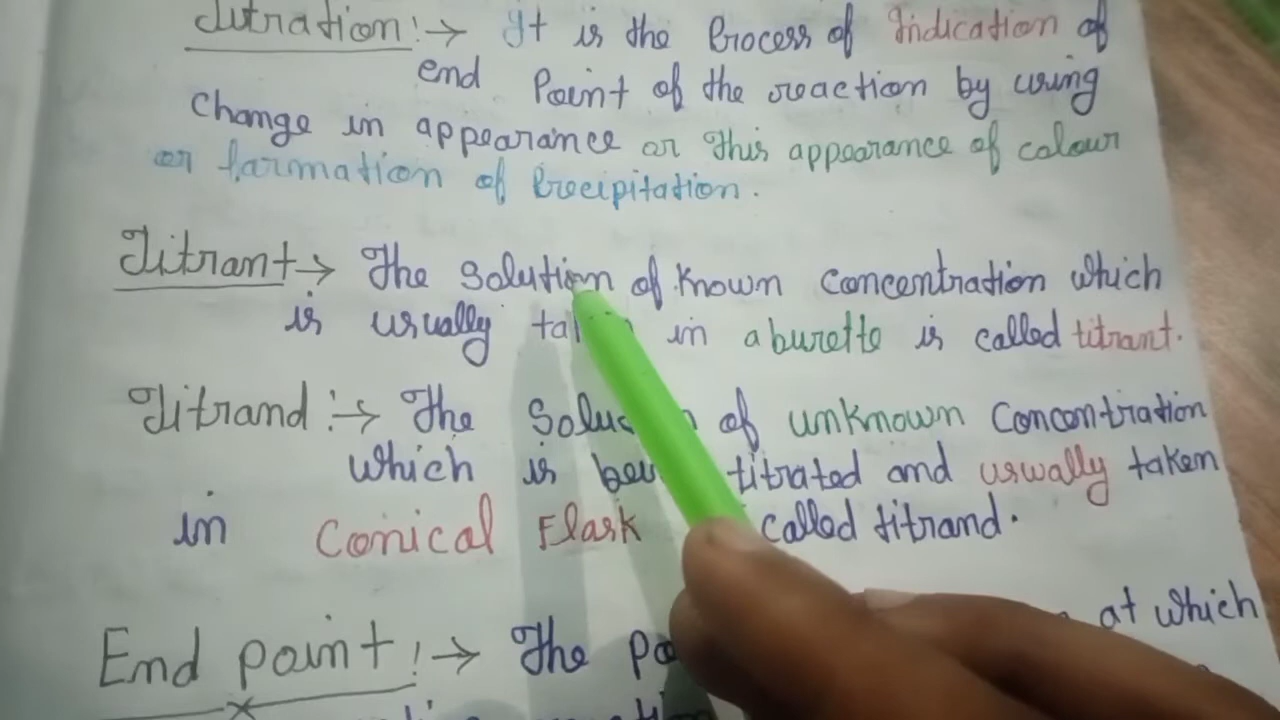 Titration :→ It is the Process of Indication of
end Point of the reaction by using
change in appearance or this appearance of colour
or formation of Precipitation.
Titrant → The solution of known concentration which
is usually in a burette is called titrant.
Titrand :→ The of unknown Concentration
which is titrated and usually taken
in Conical Flask called titrand.
End point :→ The at which